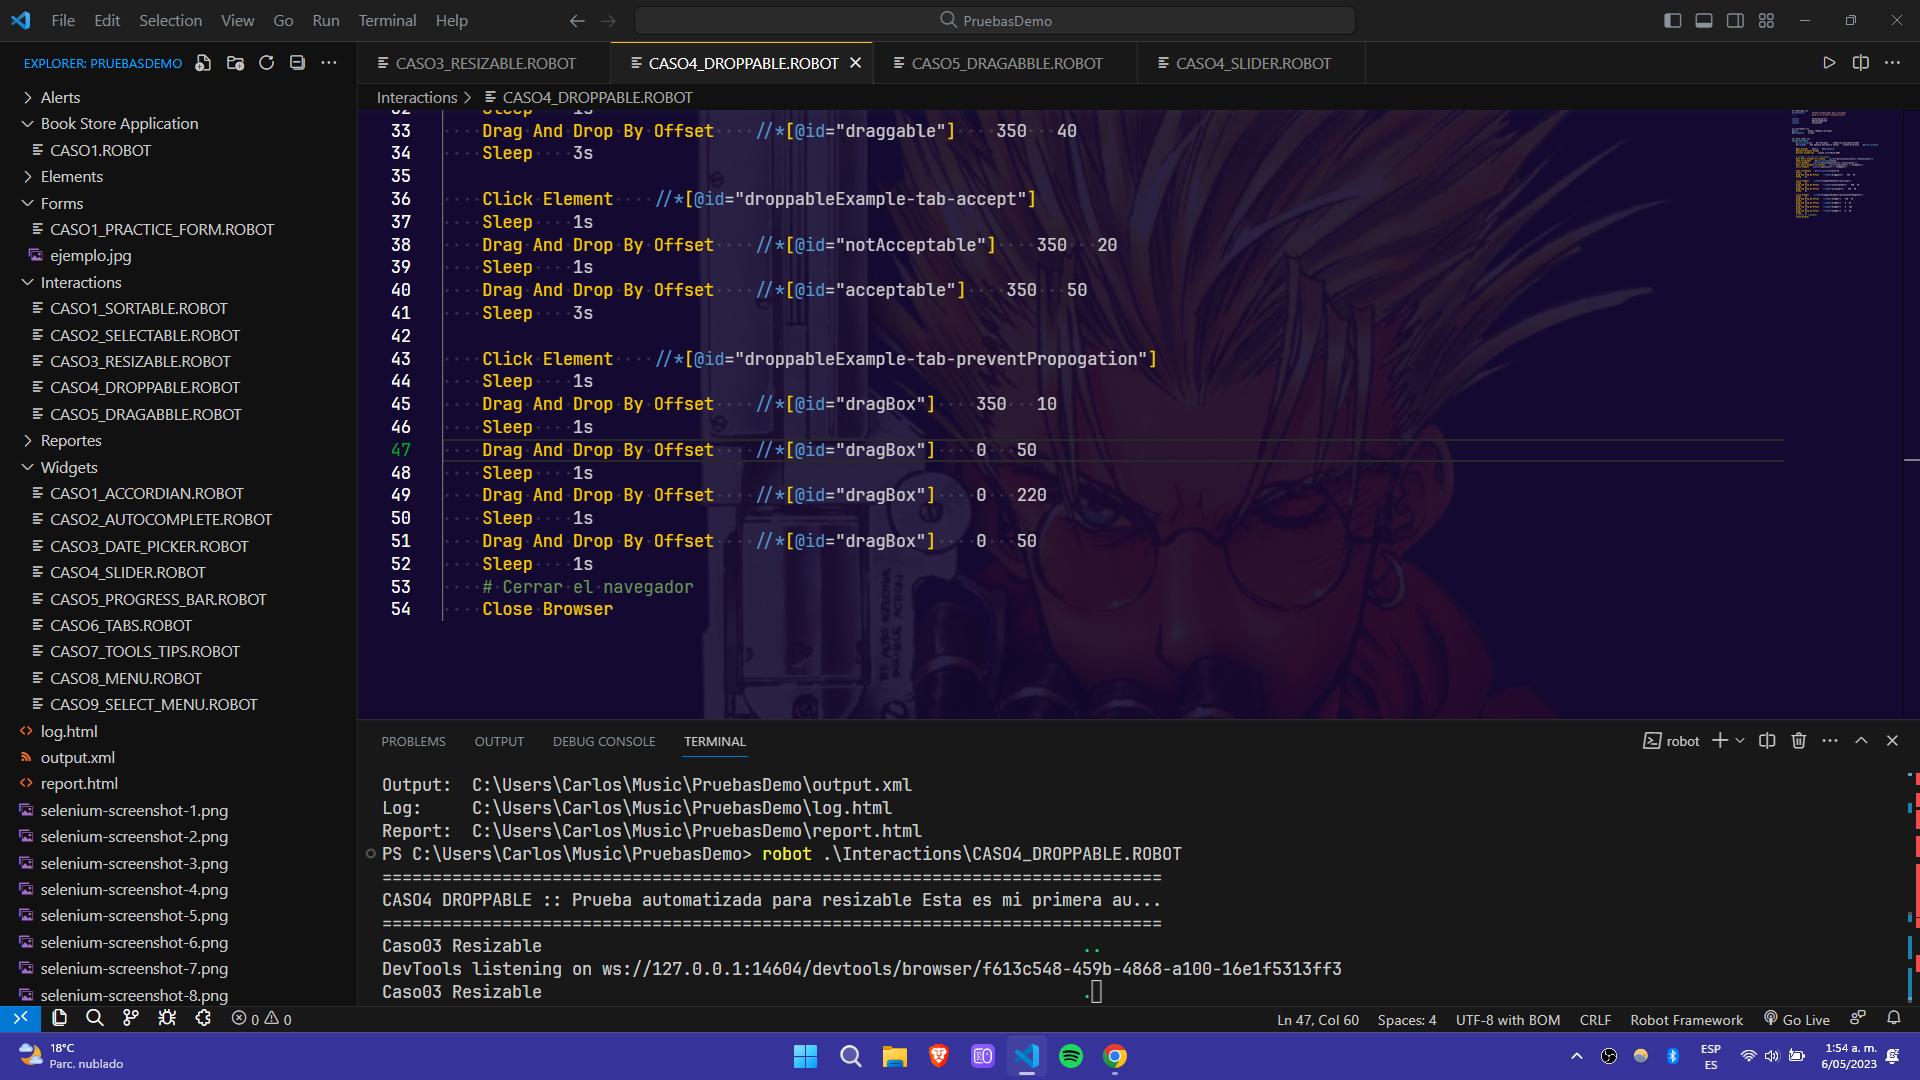 File Edit Selection View Go Run Terminal Help
PruebasDemo
EXPLORER: PRUEBASDEMO
Alerts
Book Store Application
CASO1.ROBOT
Elements
Forms
CASO1_PRACTICE_FORM.ROBOT
ejemplo.jpg
Interactions
CASO1_SORTABLE.ROBOT
CASO2_SELECTABLE.ROBOT
CASO3_RESIZABLE.ROBOT
CASO4_DROPPABLE.ROBOT
CASO5_DRAGABBLE.ROBOT
Reportes
Widgets
CASO1_ACCORDIAN.ROBOT
CASO2_AUTOCOMPLETE.ROBOT
CASO3_DATE_PICKER.ROBOT
CASO4_SLIDER.ROBOT
CASO5_PROGRESS_BAR.ROBOT
CASO6_TABS.ROBOT
CASO7_TOOLS_TIPS.ROBOT
CASO8_MENU.ROBOT
CASO9_SELECT_MENU.ROBOT
log.html
output.xml
report.html
selenium-screenshot-1.png
selenium-screenshot-2.png
selenium-screenshot-3.png
selenium-screenshot-4.png
selenium-screenshot-5.png
selenium-screenshot-6.png
selenium-screenshot-7.png
selenium-screenshot-8.png
CASO3_RESIZABLE.ROBOT CASO4_DROPPABLE.ROBOT CASO5_DRAGABBLE.ROBOT CASO4_SLIDER.ROBOT
Interactions > CASO4_DROPPABLE.ROBOT
32 Sleep 1s
33 Drag And Drop By Offset //*[@id="draggable"] 350 40
34 Sleep 3s
35
36 Click Element //*[@id="droppableExample-tab-accept"]
37 Sleep 1s
38 Drag And Drop By Offset //*[@id="notAcceptable"] 350 20
39 Sleep 1s
40 Drag And Drop By Offset //*[@id="acceptable"] 350 50
41 Sleep 3s
42
43 Click Element //*[@id="droppableExample-tab-preventPropogation"]
44 Sleep 1s
45 Drag And Drop By Offset //*[@id="dragBox"] 350 10
46 Sleep 1s
47 Drag And Drop By Offset //*[@id="dragBox"] 0 50
48 Sleep 1s
49 Drag And Drop By Offset //*[@id="dragBox"] 0 220
50 Sleep 1s
51 Drag And Drop By Offset //*[@id="dragBox"] 0 50
52 Sleep 1s
53 # Cerrar el navegador
54 Close Browser
PROBLEMS OUTPUT DEBUG CONSOLE TERMINAL
robot
Output: C:\Users\Carlos\Music\PruebasDemo\output.xml
Log: C:\Users\Carlos\Music\PruebasDemo\log.html
Report: C:\Users\Carlos\Music\PruebasDemo\report.html
PS C:\Users\Carlos\Music\PruebasDemo> robot .\Interactions\CASO4_DROPPABLE.ROBOT
==============================================================================
CASO4 DROPPABLE :: Prueba automatizada para resizable Esta es mi primera au...
==============================================================================
Caso03 Resizable ..
DevTools listening on ws://127.0.0.1:14604/devtools/browser/f613c548-459b-4868-a100-16e1f5313ff3
Caso03 Resizable .
0 0
Ln 47, Col 60 Spaces: 4 UTF-8 with BOM CRLF Robot Framework Go Live
18°C
Parc. nublado
ESP
ES
1:54 a. m.
6/05/2023